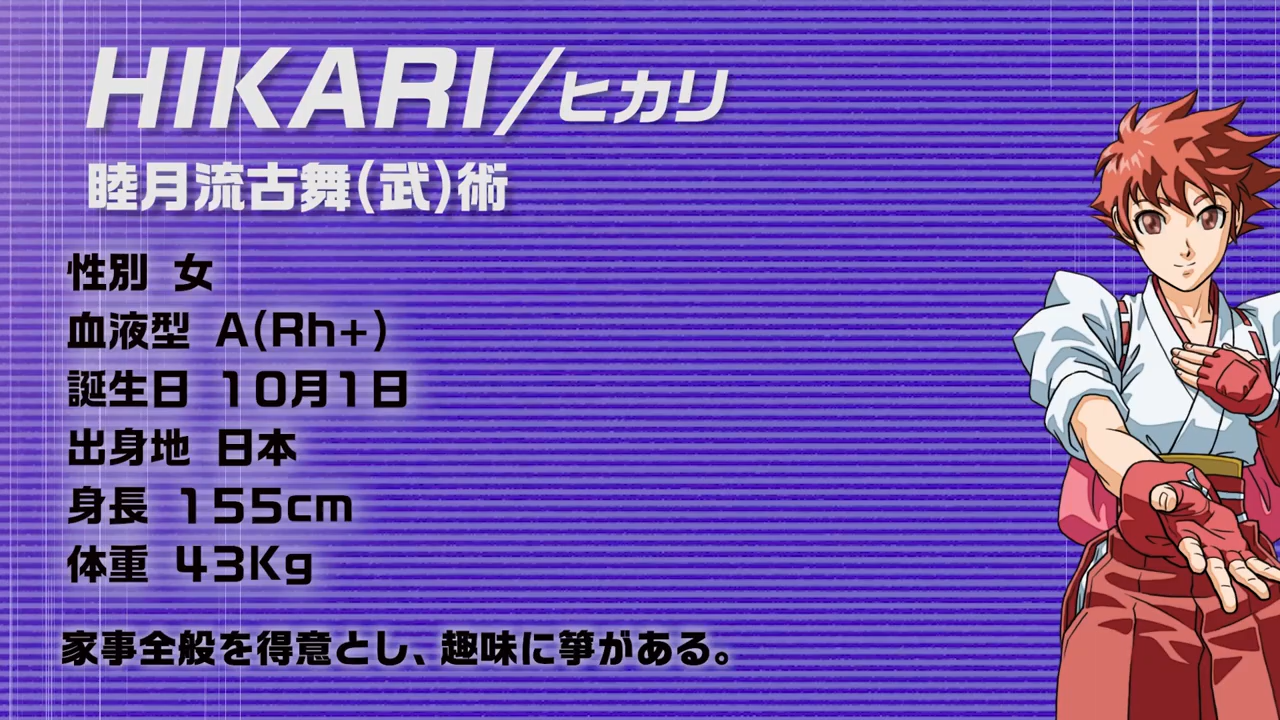 HIKARI/ヒカリ
睦月流古舞(武)術
性別 女
血液型 A(Rh+)
誕生日 10月1日
出身地 日本
身長 155cm
体重 43Kg
家事全般を得意とし、趣味に箏がある。